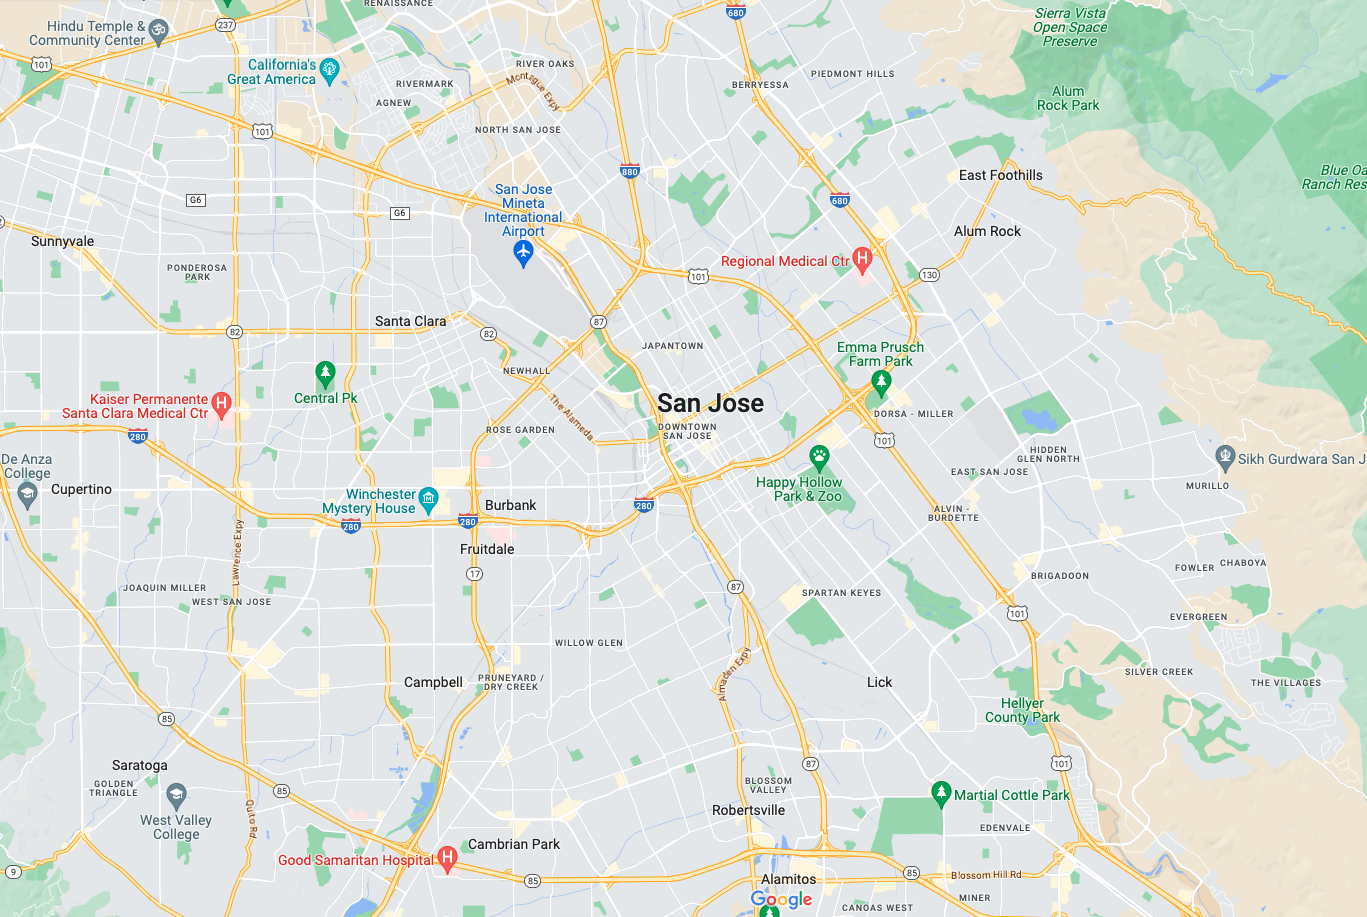 RENAISSANCE
680
Sierra Vista
Open Space
Preserve
Hindu Temple &
Community Center
237
101
California's
Great America
RIVER OAKS
Montague Expy
RIVERMARK
AGNEW
BERRYESSA
PIEDMONT HILLS
Alum
Rock Park
101
NORTH SAN JOSE
880
East Foothills
Blue Oa
Ranch Res
680
San Jose
Mineta
International
Airport
G6
G6
Sunnyvale
Alum Rock
Regional Medical Ctr
PONDEROSA
PARK
101
130
Santa Clara
87
82
82
JAPANTOWN
Emma Prusch
Farm Park
NEWHALL
Central Pk
Kaiser Permanente
Santa Clara Medical Ctr
The Alameda
San Jose
DOWNTOWN
SAN JOSE
DORSA - MILLER
ROSE GARDEN
280
101
De Anza
College
HIDDEN
GLEN NORTH
Sikh Gurdwara San J
EAST SAN JOSE
MURILLO
Cupertino
Happy Hollow
Park & Zoo
Winchester
Mystery House
Burbank
280
ALVIN -
BURDETTE
280
280
Fruitdale
Lawrence Expy
17
87
JOAQUIN MILLER
WEST SAN JOSE
SPARTAN KEYES
BRIGADOON
FOWLER
CHABOYA
101
EVERGREEN
WILLOW GLEN
Almaden Expy
Campbell
PRUNEYARD /
DRY CREEK
Lick
SILVER CREEK
THE VILLAGES
Hellyer
County Park
85
Saratoga
GOLDEN
TRIANGLE
87
101
85
BLOSSOM
VALLEY
West Valley
College
Quito Rd
Robertsville
Martial Cottle Park
EDENVALE
Cambrian Park
Good Samaritan Hospital
9
85
Alamitos
85
Blossom Hill Rd
Google
MINER
CANOAS WEST